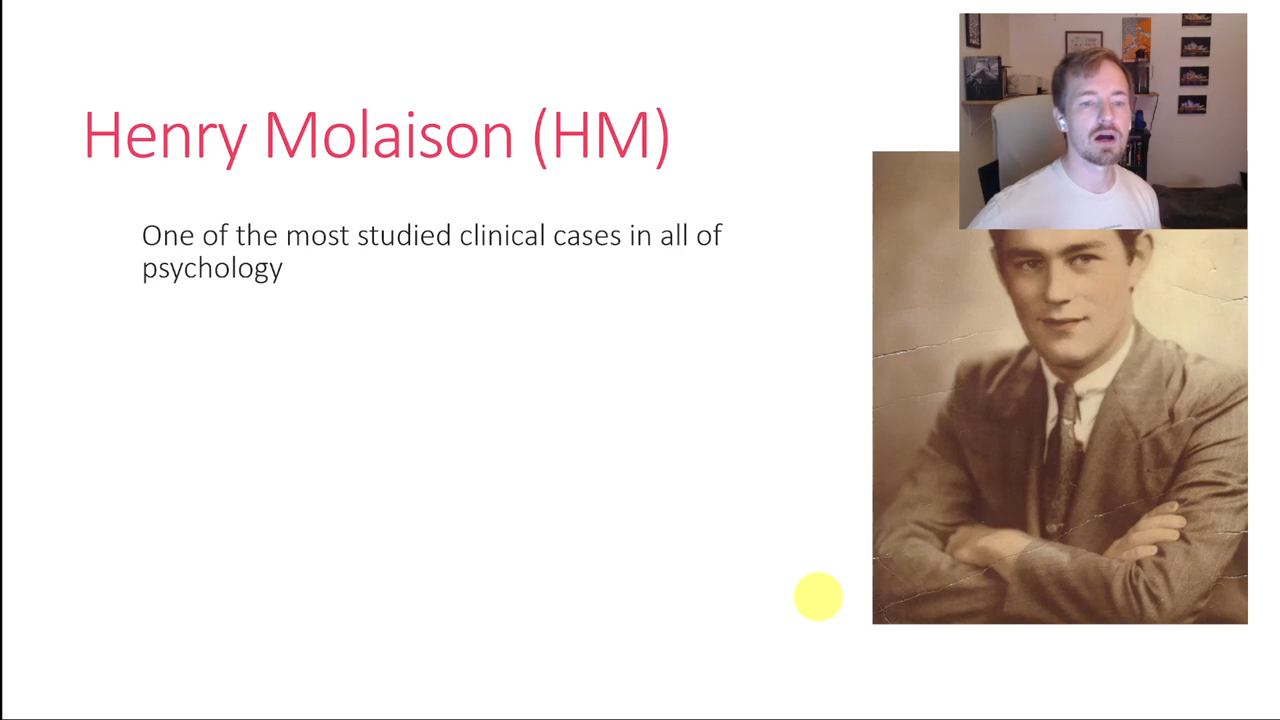 Henry Molaison (HM)
One of the most studied clinical cases in all of
psychology